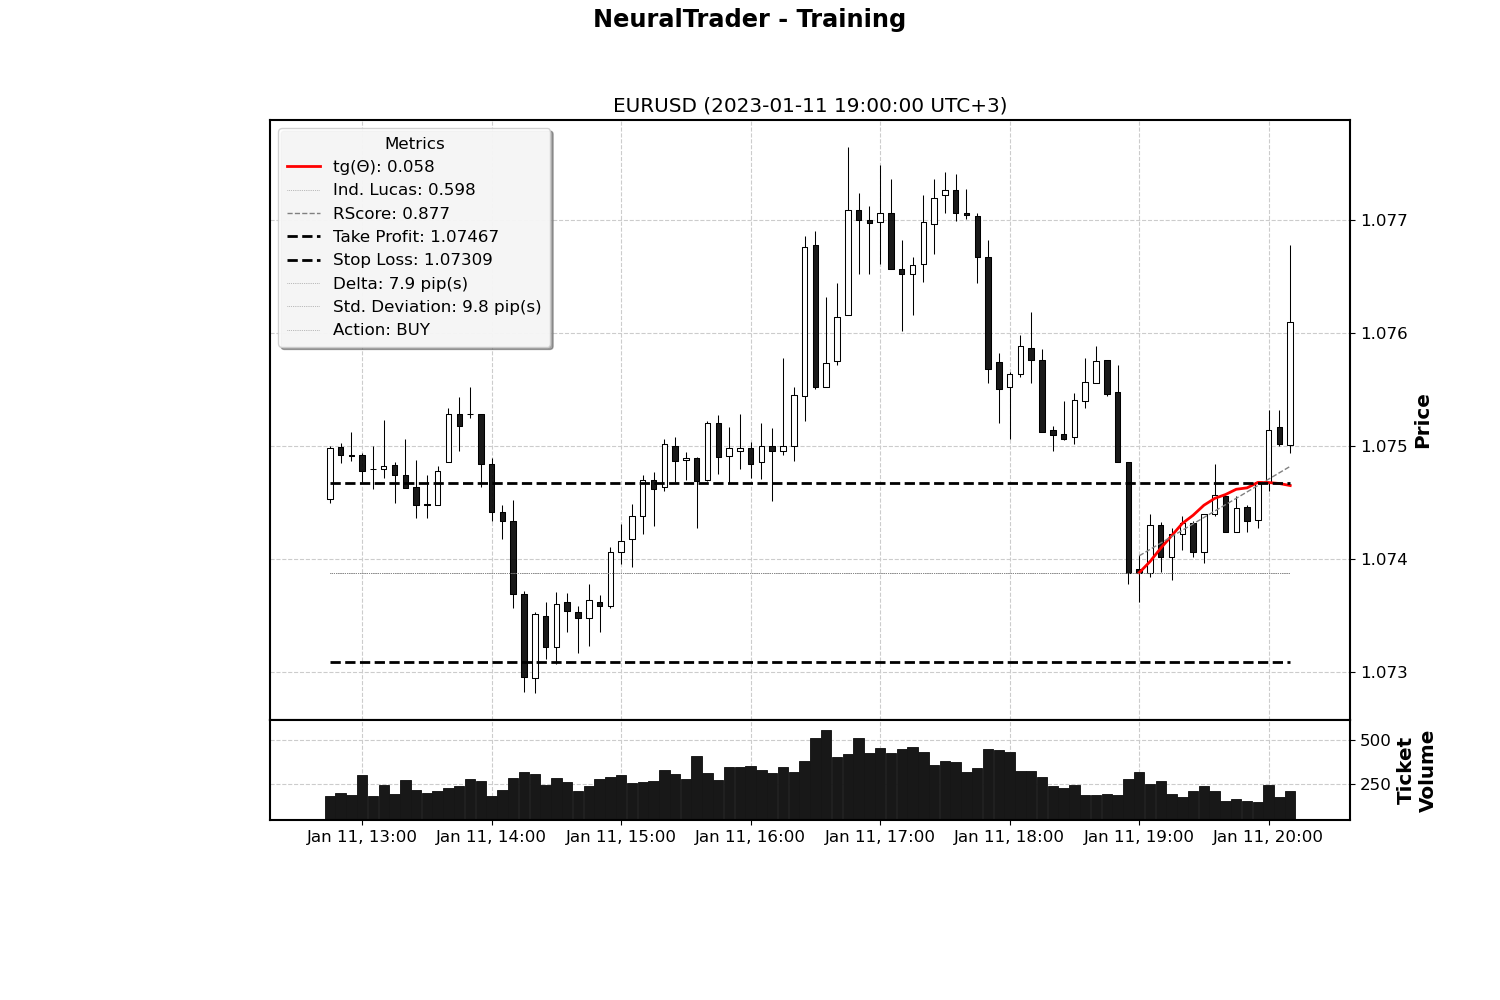 NeuralTrader - Training
EURUSD (2023-01-11 19:00:00 UTC+3)
Metrics
tg(Θ): 0.058
Ind. Lucas: 0.598
RScore: 0.877
Take Profit: 1.07467
Stop Loss: 1.07309
Delta: 7.9 pip(s)
Std. Deviation: 9.8 pip(s)
Action: BUY
1.077
1.076
1.075
1.074
1.073
Price
500
250
Ticket
Volume
Jan 11, 13:00
Jan 11, 14:00
Jan 11, 15:00
Jan 11, 16:00
Jan 11, 17:00
Jan 11, 18:00
Jan 11, 19:00
Jan 11, 20:00